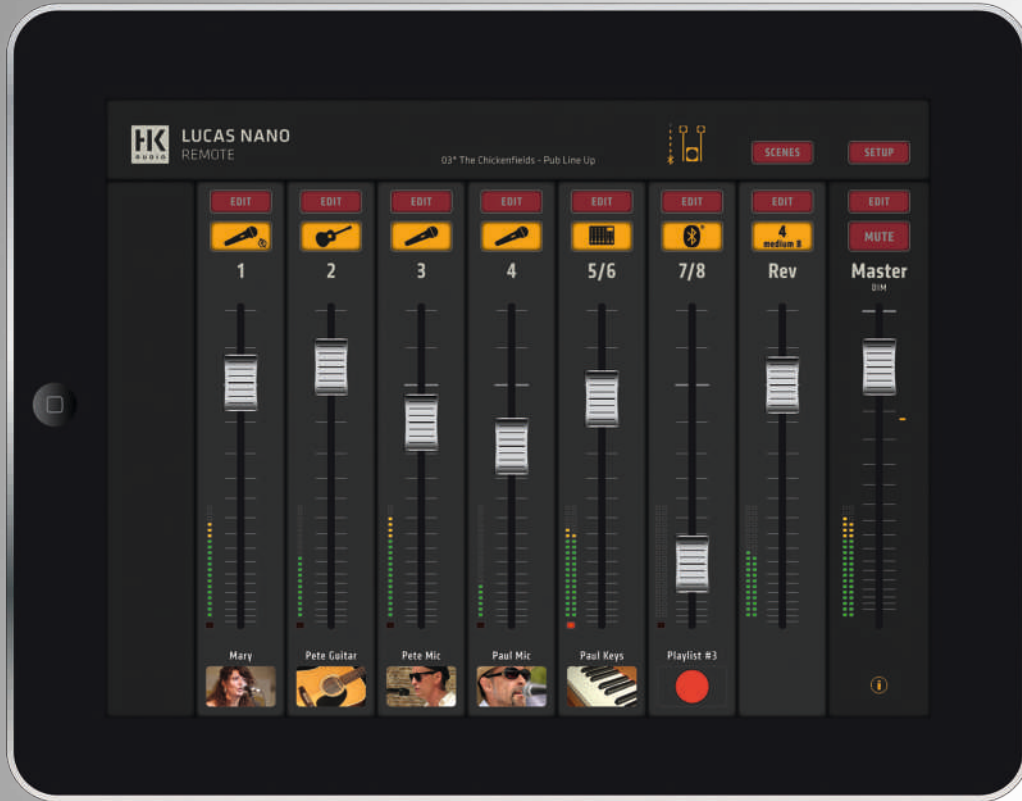 HK
AUDIO
LUCAS NANO
REMOTE
03* The Chickenfields - Pub Line Up
SCENES
SETUP
EDIT
EDIT
EDIT
EDIT
EDIT
EDIT
EDIT
EDIT
4
medium 8
MUTE
1
2
3
4
5/6
7/8
Rev
Master
DIM
Mary
Pete Guitar
Pete Mic
Paul Mic
Paul Keys
Playlist #3
i